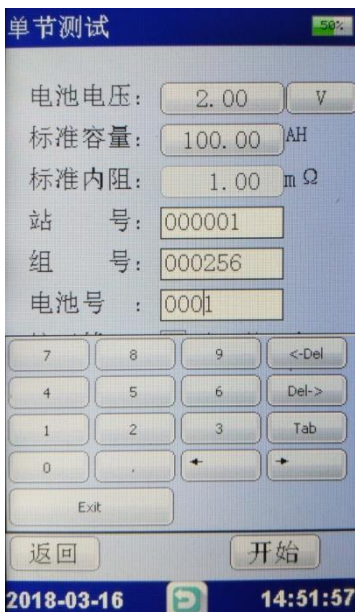 单节测试 50%
电池电压: 2.00 V
标准容量: 100.00 AH
标准内阻: 1.00 mΩ
站 号: 000001
组 号: 000256
电池号 : 0001
7 8 9 <-Del
4 5 6 Del->
1 2 3 Tab
0 . ← →
Exit
返回 开始
2018-03-16 14:51:57